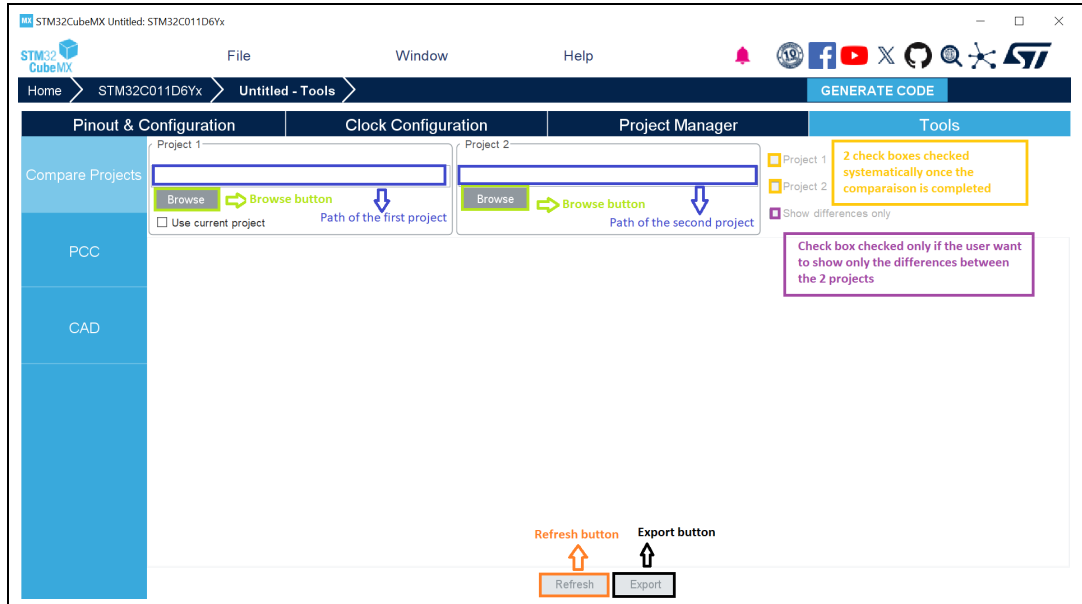 MX STM32CubeMX Untitled: STM32C011D6Yx
STM32
CubeMX
File Window Help
10
Home STM32C011D6Yx Untitled - Tools GENERATE CODE
Pinout & Configuration Clock Configuration Project Manager Tools
Compare Projects
PCC
CAD
Project 1
Browse
Browse button
Path of the first project
Use current project
Project 2
Browse
Browse button
Path of the second project
Project 1
Project 2
Show differences only
2 check boxes checked
systematically once the
comparaison is completed
Check box checked only if the user want
to show only the differences between
the 2 projects
Refresh button
Export button
Refresh
Export